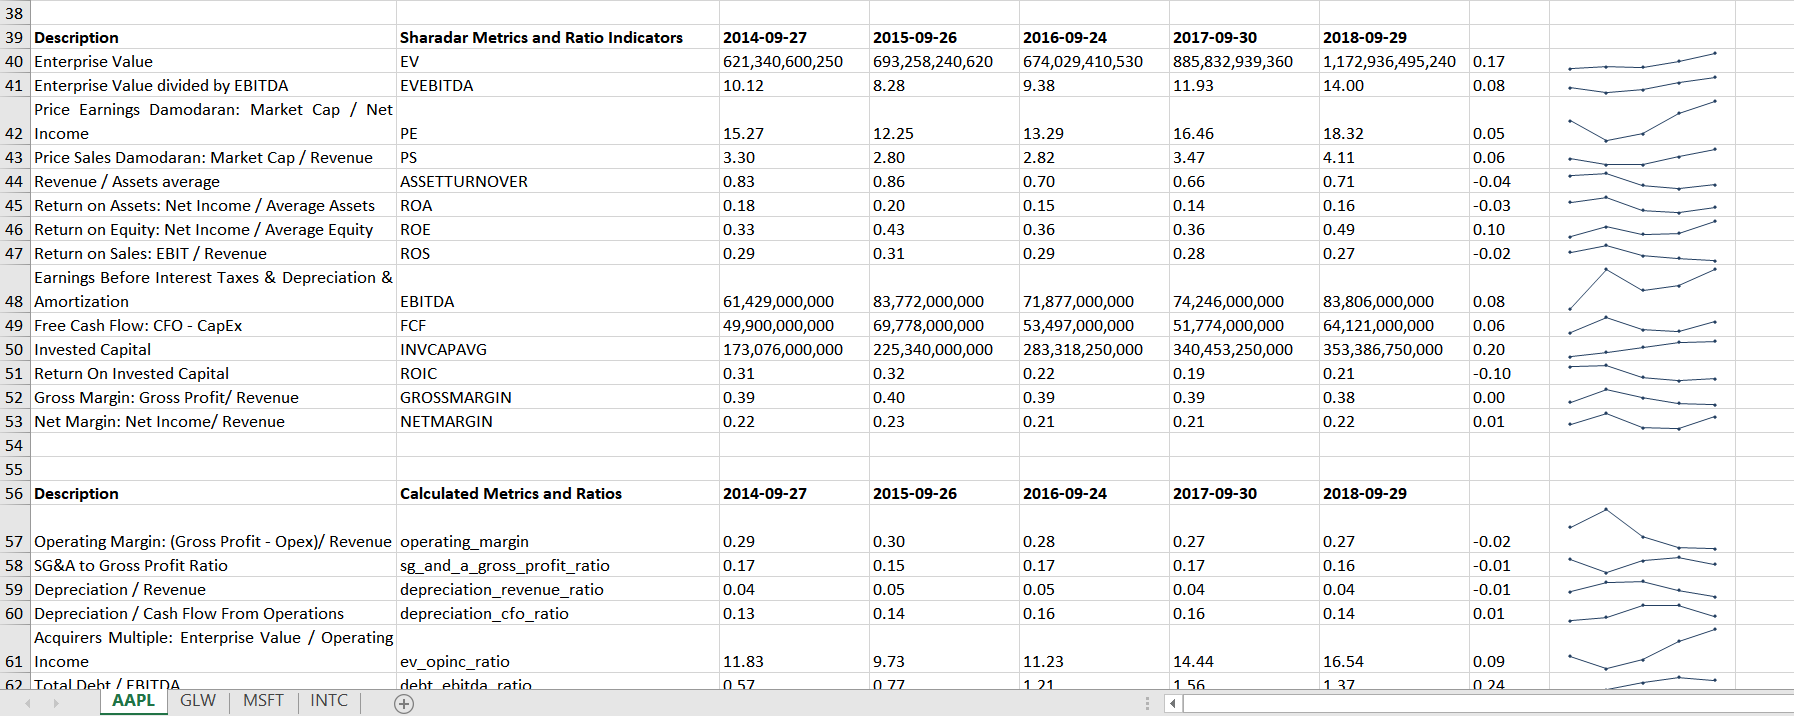 38
39 Description Sharadar Metrics and Ratio Indicators 2014-09-27 2015-09-26 2016-09-24 2017-09-30 2018-09-29
40 Enterprise Value EV 621,340,600,250 693,258,240,620 674,029,410,530 885,832,939,360 1,172,936,495,240 0.17
41 Enterprise Value divided by EBITDA EVEBITDA 10.12 8.28 9.38 11.93 14.00 0.08
Price Earnings Damodaran: Market Cap / Net
42 Income PE 15.27 12.25 13.29 16.46 18.32 0.05
43 Price Sales Damodaran: Market Cap / Revenue PS 3.30 2.80 2.82 3.47 4.11 0.06
44 Revenue / Assets average ASSETTURNOVER 0.83 0.86 0.70 0.66 0.71 -0.04
45 Return on Assets: Net Income / Average Assets ROA 0.18 0.20 0.15 0.14 0.16 -0.03
46 Return on Equity: Net Income / Average Equity ROE 0.33 0.43 0.36 0.36 0.49 0.10
47 Return on Sales: EBIT / Revenue ROS 0.29 0.31 0.29 0.28 0.27 -0.02
Earnings Before Interest Taxes & Depreciation &
48 Amortization EBITDA 61,429,000,000 83,772,000,000 71,877,000,000 74,246,000,000 83,806,000,000 0.08
49 Free Cash Flow: CFO - CapEx FCF 49,900,000,000 69,778,000,000 53,497,000,000 51,774,000,000 64,121,000,000 0.06
50 Invested Capital INVCAPAVG 173,076,000,000 225,340,000,000 283,318,250,000 340,453,250,000 353,386,750,000 0.20
51 Return On Invested Capital ROIC 0.31 0.32 0.22 0.19 0.21 -0.10
52 Gross Margin: Gross Profit/ Revenue GROSSMARGIN 0.39 0.40 0.39 0.39 0.38 0.00
53 Net Margin: Net Income/ Revenue NETMARGIN 0.22 0.23 0.21 0.21 0.22 0.01
54
55
56 Description Calculated Metrics and Ratios 2014-09-27 2015-09-26 2016-09-24 2017-09-30 2018-09-29
57 Operating Margin: (Gross Profit - Opex)/ Revenue operating_margin 0.29 0.30 0.28 0.27 0.27 -0.02
58 SG&A to Gross Profit Ratio sg_and_a_gross_profit_ratio 0.17 0.15 0.17 0.17 0.16 -0.01
59 Depreciation / Revenue depreciation_revenue_ratio 0.04 0.05 0.05 0.04 0.04 -0.01
60 Depreciation / Cash Flow From Operations depreciation_cfo_ratio 0.13 0.14 0.16 0.16 0.14 0.01
Acquirers Multiple: Enterprise Value / Operating
61 Income ev_opinc_ratio 11.83 9.73 11.23 14.44 16.54 0.09
62 Total Debt / EBITDA debt_ebitda_ratio 0.57 0.77 1.21 1.56 1.37 0.24
AAPL GLW MSFT INTC